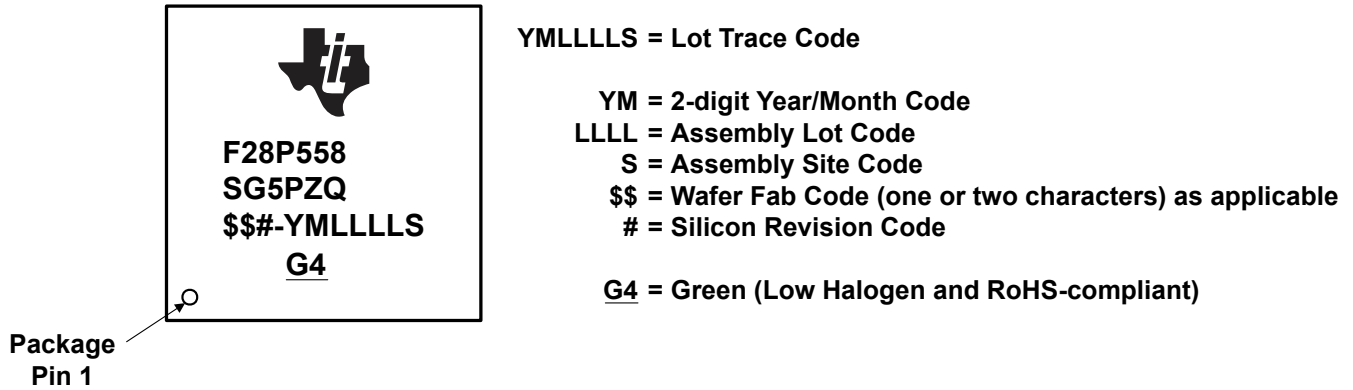 F28P558
SG5PZQ
$$#-YMLLLLS
G4
Package
Pin 1
YMLLLLS = Lot Trace Code
YM = 2-digit Year/Month Code
LLLL = Assembly Lot Code
S = Assembly Site Code
$$ = Wafer Fab Code (one or two characters) as applicable
# = Silicon Revision Code
G4 = Green (Low Halogen and RoHS-compliant)